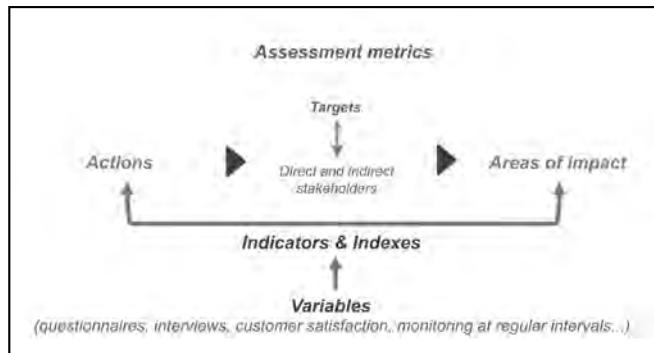 Assessment metrics
Targets
Actions
Direct and indirect
stakeholders
Areas of impact
Indicators & Indexes
Variables
(questionnaires, interviews, customer satisfaction, monitoring at regular intervals...)